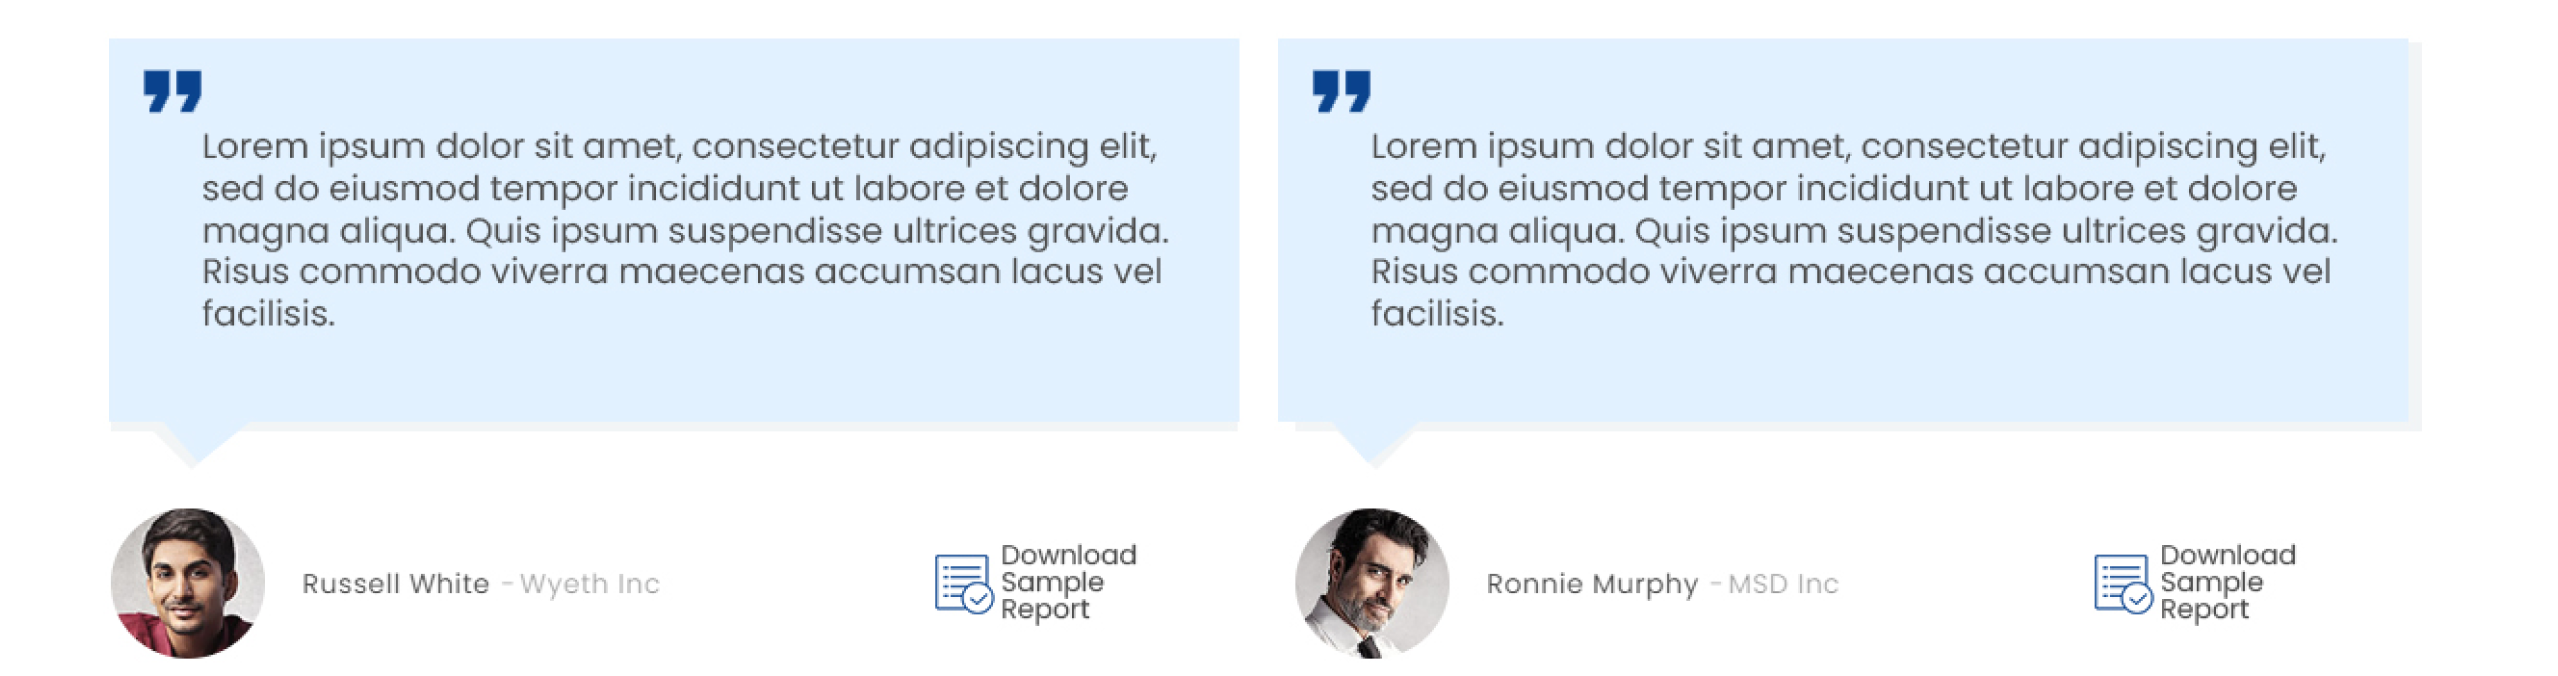 Lorem ipsum dolor sit amet, consectetur adipiscing elit,
sed do eiusmod tempor incididunt ut labore et dolore
magna aliqua. Quis ipsum suspendisse ultrices gravida.
Risus commodo viverra maecenas accumsan lacus vel
facilisis.
Russell White - Wyeth Inc
Download
Sample
Report
Lorem ipsum dolor sit amet, consectetur adipiscing elit,
sed do eiusmod tempor incididunt ut labore et dolore
magna aliqua. Quis ipsum suspendisse ultrices gravida.
Risus commodo viverra maecenas accumsan lacus vel
facilisis.
Ronnie Murphy - MSD Inc
Download
Sample
Report